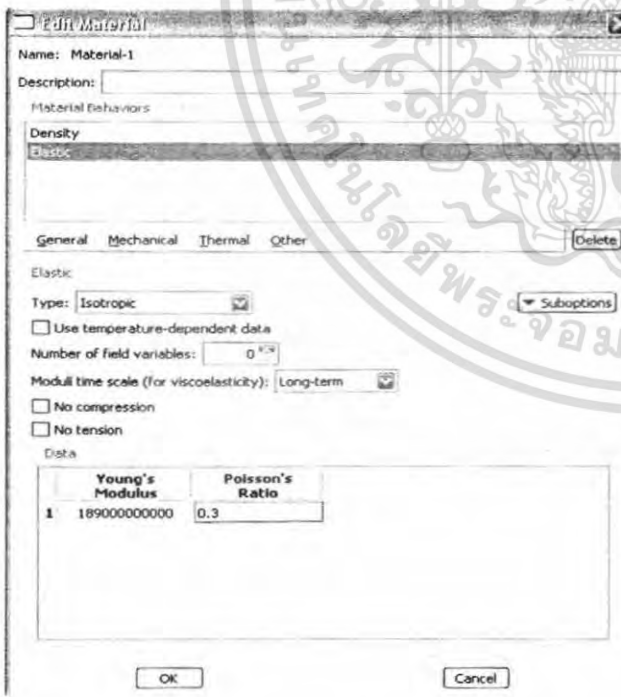 Edit Material
Name: Material-1
Description:
Material Behaviors
Density
Elastic
General Mechanical Thermal Other Delete
Elastic
Type: Isotropic Suboptions
Use temperature-dependent data
Number of field variables: 0
Moduli time scale (for viscoelasticity): Long-term
No compression
No tension
Data
Young's Modulus Poisson's Ratio
1 189000000000 0.3
OK Cancel